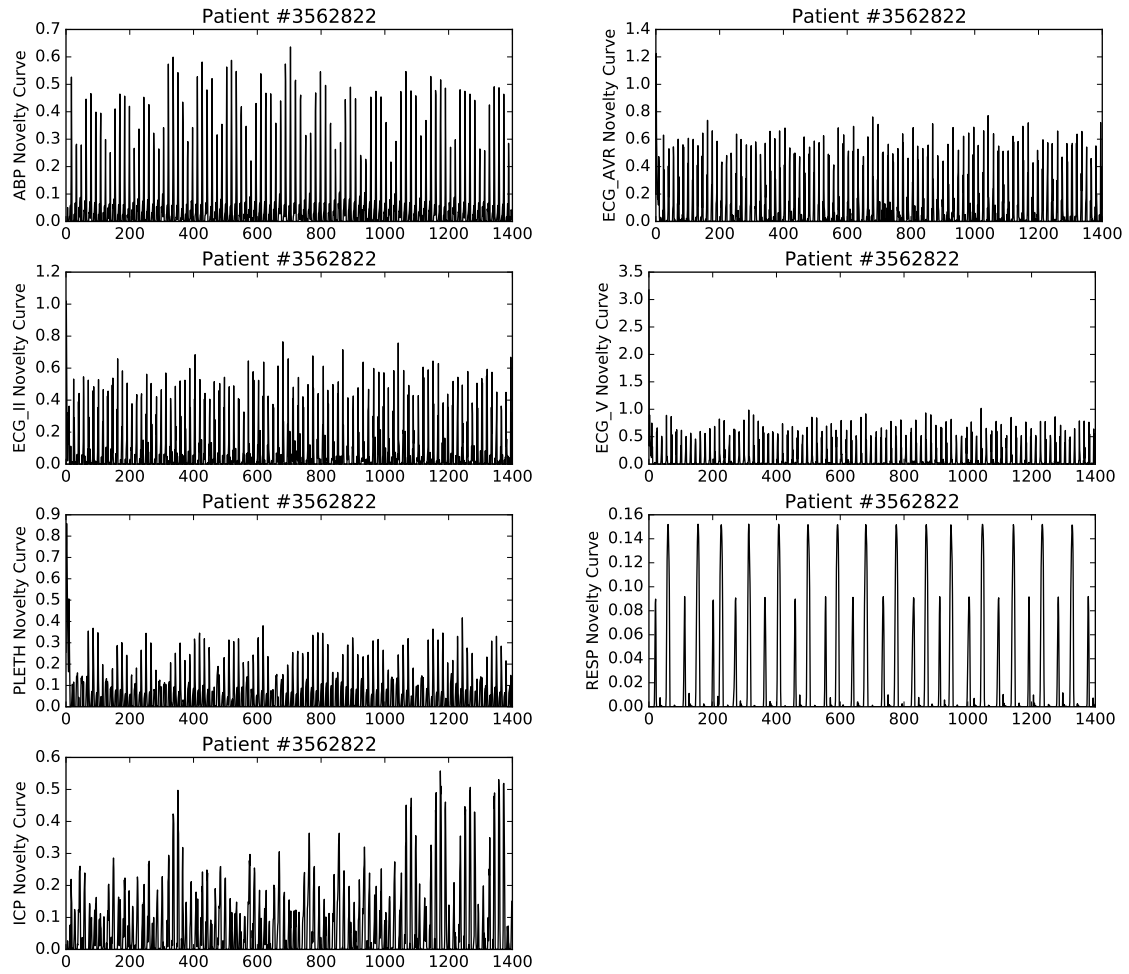 Patient #3562822
ABP Novelty Curve
0.7
0.6
0.5
0.4
0.3
0.2
0.1
0.0
0 200 400 600 800 1000 1200 1400
Patient #3562822
ECG_AVR Novelty Curve
1.4
1.2
1.0
0.8
0.6
0.4
0.2
0.0
0 200 400 600 800 1000 1200 1400
Patient #3562822
ECG_II Novelty Curve
1.2
1.0
0.8
0.6
0.4
0.2
0.0
0 200 400 600 800 1000 1200 1400
Patient #3562822
ECG_V Novelty Curve
3.5
3.0
2.5
2.0
1.5
1.0
0.5
0.0
0 200 400 600 800 1000 1200 1400
Patient #3562822
PLETH Novelty Curve
0.9
0.8
0.7
0.6
0.5
0.4
0.3
0.2
0.1
0.0
0 200 400 600 800 1000 1200 1400
Patient #3562822
RESP Novelty Curve
0.16
0.14
0.12
0.10
0.08
0.06
0.04
0.02
0.00
0 200 400 600 800 1000 1200 1400
Patient #3562822
ICP Novelty Curve
0.6
0.5
0.4
0.3
0.2
0.1
0.0
0 200 400 600 800 1000 1200 1400